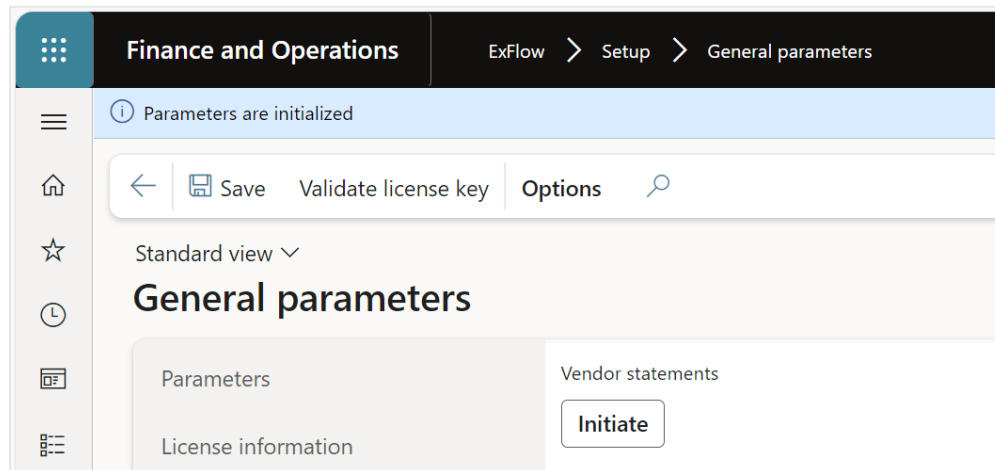 Finance and Operations
ExFlow > Setup > General parameters
Parameters are initialized
Save Validate license key Options
Standard view
General parameters
Parameters
Vendor statements
Initiate
License information